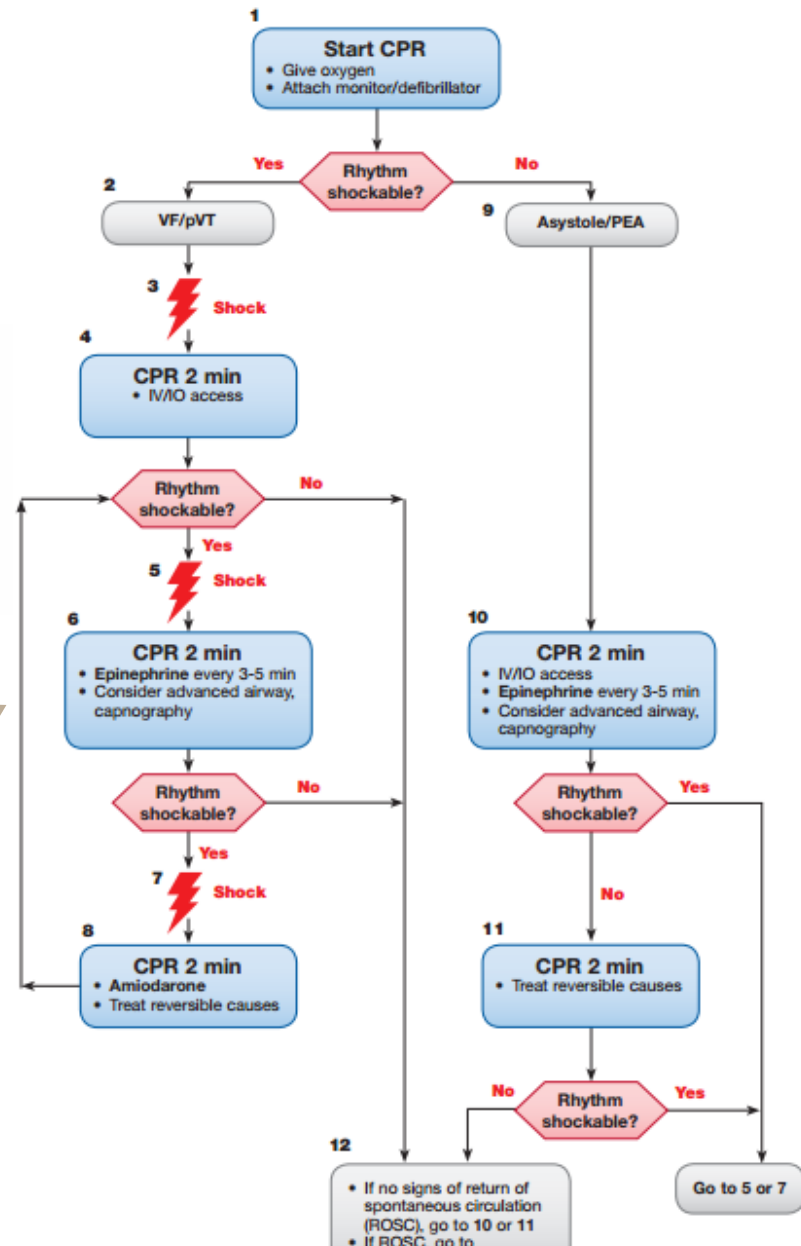 1
Start CPR
• Give oxygen
• Attach monitor/defibrillator
Rhythm
shockable?
Yes
No
2
VF/pVT
9
Asystole/PEA
3
Shock
4
CPR 2 min
• IV/IO access
Rhythm
shockable?
No
Yes
5
Shock
6
CPR 2 min
• Epinephrine every 3-5 min
• Consider advanced airway,
capnography
10
CPR 2 min
• IV/IO access
• Epinephrine every 3-5 min
• Consider advanced airway,
capnography
Rhythm
shockable?
No
Yes
Rhythm
shockable?
Yes
No
7
Shock
8
CPR 2 min
• Amiodarone
• Treat reversible causes
11
CPR 2 min
• Treat reversible causes
Rhythm
shockable?
No
Yes
12
• If no signs of return of
spontaneous circulation
(ROSC), go to 10 or 11
• If ROSC, go to
Go to 5 or 7